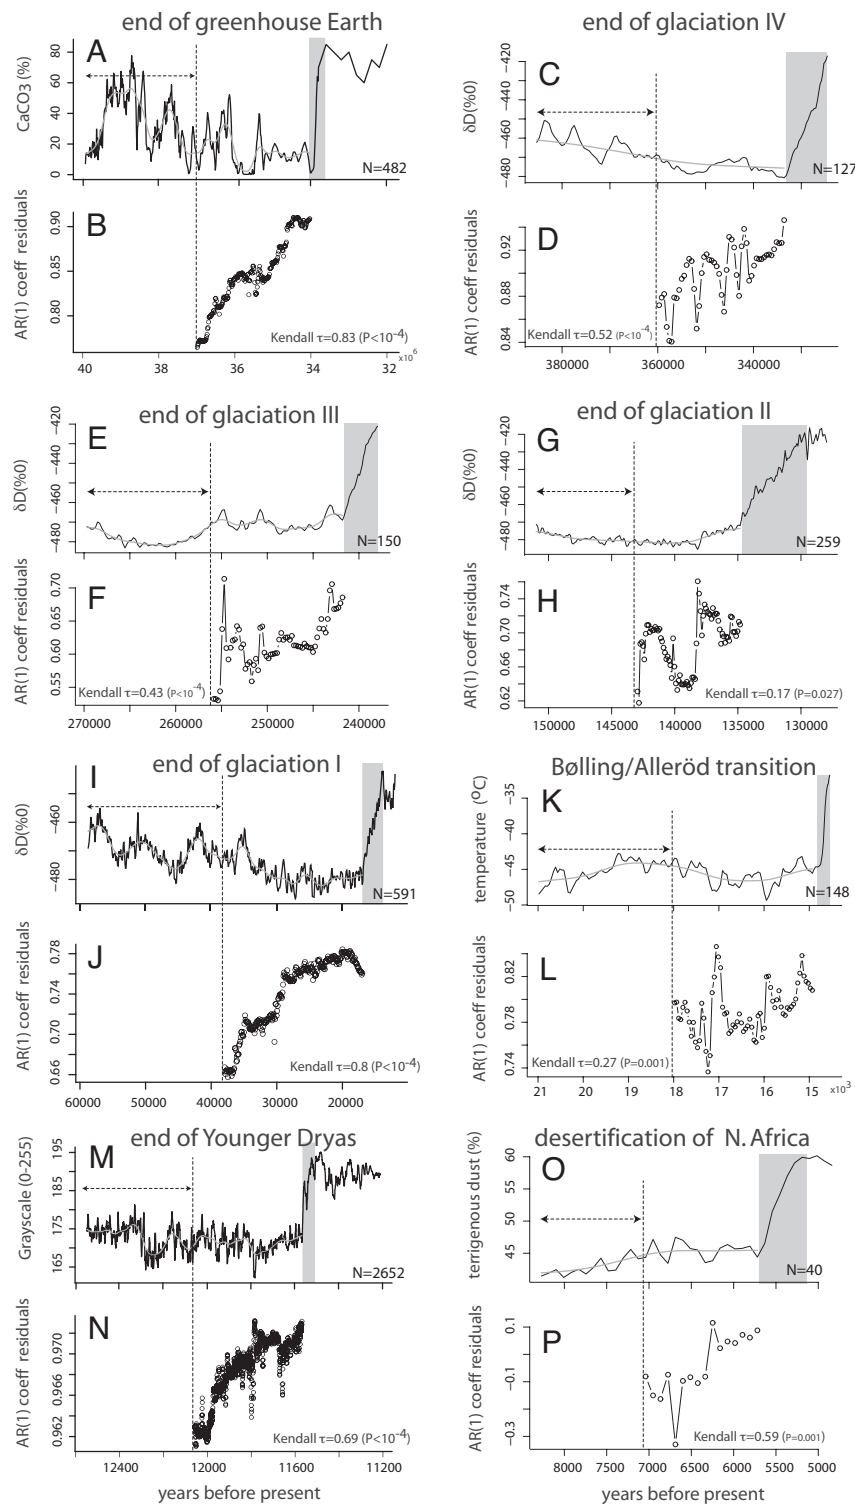 end of greenhouse Earth
A
CaCO3 (%)
80
60
40
20
0
N=482
B
AR(1) coeff residuals
0.90
0.85
0.80
Kendall τ=0.83 (P<10-4)
40 38 36 34 32
x10 6
end of glaciation IV
C
δD(%0)
−420
−440
−460
−480
N=127
D
AR(1) coeff residuals
0.92
0.88
0.84
Kendall τ=0.52 (P<10-4)
380000 360000 340000
end of glaciation III
E
δD(%0)
−420
−440
−460
−480
N=150
F
AR(1) coeff residuals
0.70
0.65
0.60
0.55
Kendall τ=0.43 (P<10-4)
270000 260000 250000 240000
end of glaciation II
G
δD(%0)
−420
−440
−460
−480
N=259
H
AR(1) coeff residuals
0.74
0.70
0.66
0.62
Kendall τ=0.17 (P=0.027)
150000 145000 140000 135000 130000
end of glaciation I
I
δD(%0)
−460
−480
N=591
J
AR(1) coeff residuals
0.78
0.74
0.70
0.66
Kendall τ=0.8 (P<10-4)
60000 50000 40000 30000 20000
Bølling/Alleröd transition
K
temperature (oC)
−35
−40
−45
−50
N=148
L
AR(1) coeff residuals
0.82
0.78
0.74
Kendall τ=0.27 (P=0.001)
21 20 19 18 17 16 15
x10 3
end of Younger Dryas
M
Grayscale (0-255)
195
185
175
165
N=2652
N
AR(1) coeff residuals
0.970
0.966
0.962
Kendall τ=0.69 (P<10-4)
12400 12000 11600 11200
years before present
desertification of N. Africa
O
terrigenous dust (%)
60
55
50
45
N=40
P
AR(1) coeff residuals
0.1
−0.1
−0.3
Kendall τ=0.59 (P=0.001)
8000 7000 6000 5500 5000
years before present